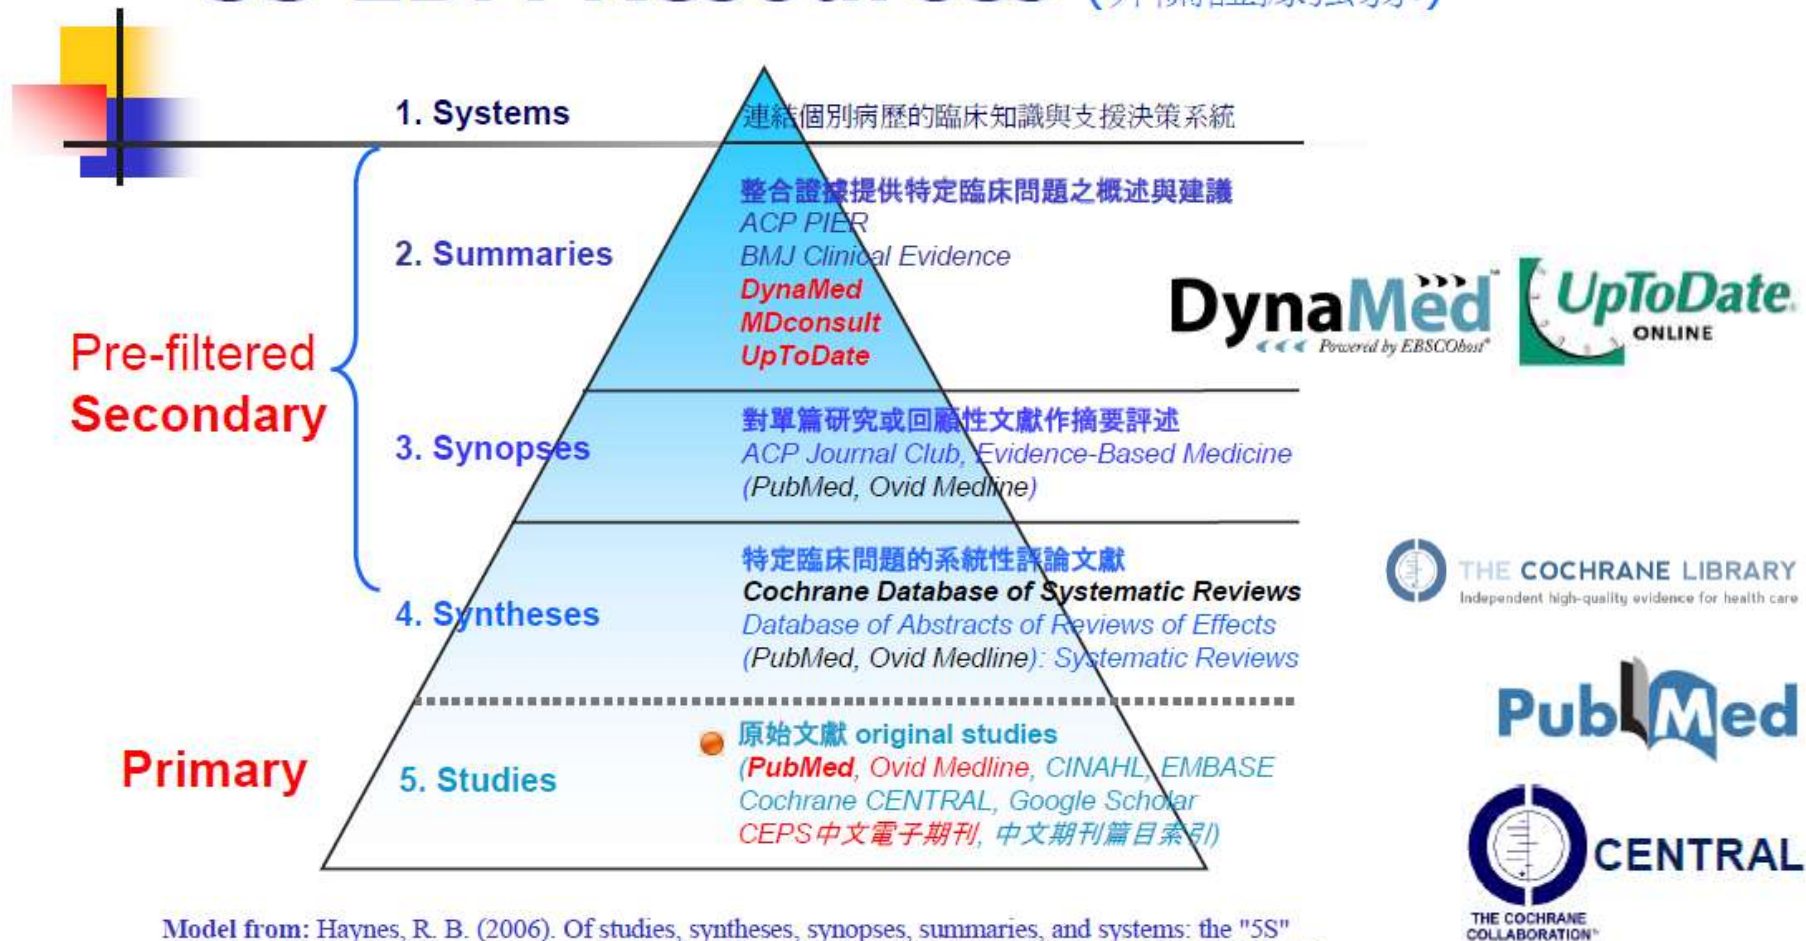 1. Systems
連結個別病歷的臨床知識與支援決策系統
整合證據提供特定臨床問題之概述與建議
ACP PIER
2. Summaries
BMJ Clinical Evidence
DynaMed
MDconsult
UpToDate
DynaMed™
Powered by EBSCOhost®
UpToDate®
ONLINE
Pre-filtered
Secondary
3. Synopses
對單篇研究或回顧性文獻作摘要評述
ACP Journal Club, Evidence-Based Medicine
(PubMed, Ovid Medline)
特定臨床問題的系統性評論文獻
Cochrane Database of Systematic Reviews
4. Syntheses
Database of Abstracts of Reviews of Effects
(PubMed, Ovid Medline): Systematic Reviews
THE COCHRANE LIBRARY
Independent high-quality evidence for health care
PubMed
Primary
5. Studies
原始文獻 original studies
(PubMed, Ovid Medline, CINAHL, EMBASE
Cochrane CENTRAL, Google Scholar
CEPS中文電子期刊, 中文期刊篇目索引)
CENTRAL
THE COCHRANE
COLLABORATION®
Model from: Haynes, R. B. (2006). Of studies, syntheses, synopses, summaries, and systems: the "5S"